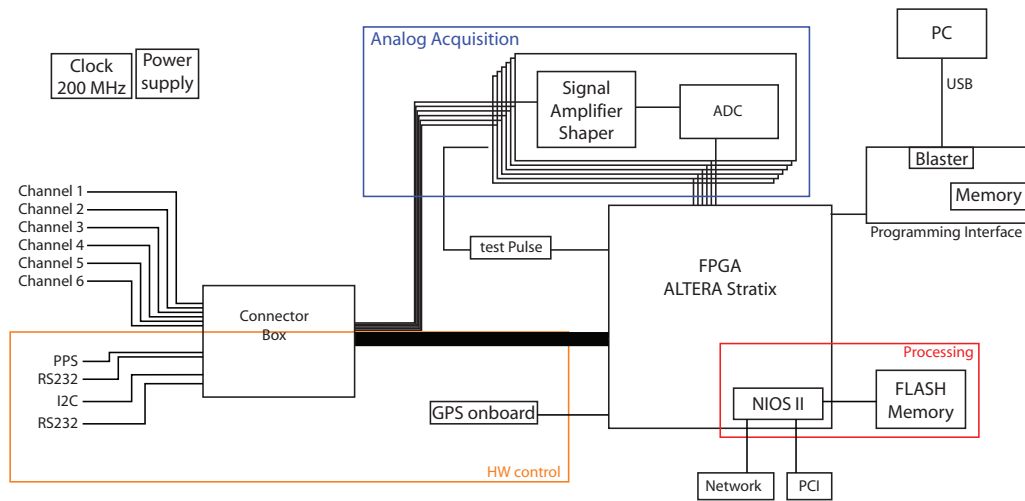 Analog Acquisition
PC
Clock
200 MHz
Power
supply
Signal
Amplifier
Shaper
ADC
USB
Blaster
Memory
Programming Interface
Channel 1
Channel 2
Channel 3
Channel 4
Channel 5
Channel 6
test Pulse
FPGA
ALTERA Stratix
Connector
Box
PPS
RS232
I2C
RS232
Processing
NIOS II
FLASH
Memory
GPS onboard
HW control
Network
PCI